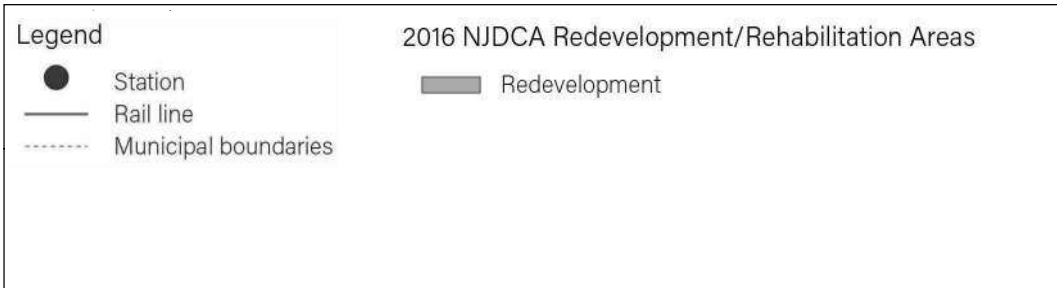 Legend
Station
Rail line
Municipal boundaries
2016 NJDCA Redevelopment/Rehabilitation Areas
Redevelopment